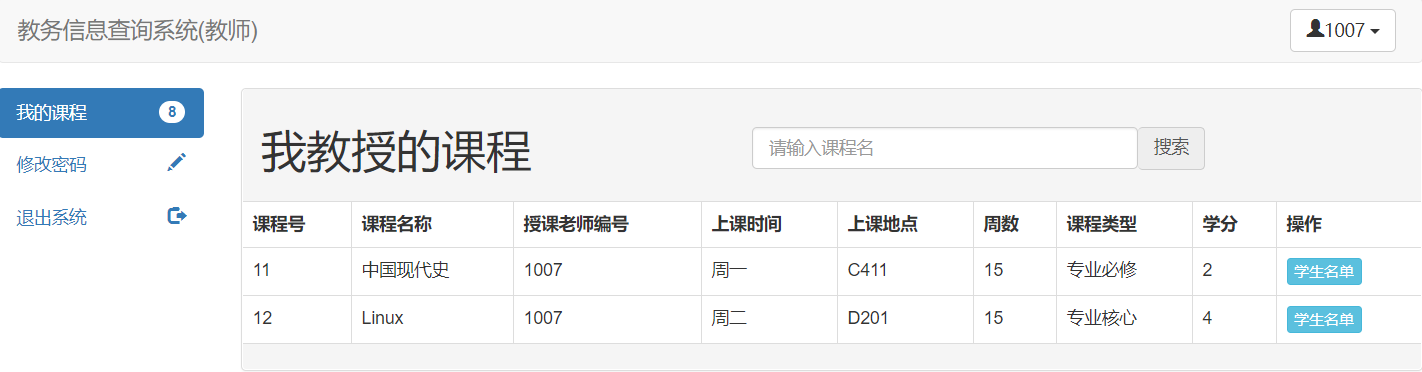 教务信息查询系统(教师)
1007
我的课程 8
修改密码
退出系统
我教授的课程
请输入课程名 搜索
课程号 课程名称 授课老师编号 上课时间 上课地点 周数 课程类型 学分 操作
11 中国现代史 1007 周一 C411 15 专业必修 2 学生名单
12 Linux 1007 周二 D201 15 专业核心 4 学生名单